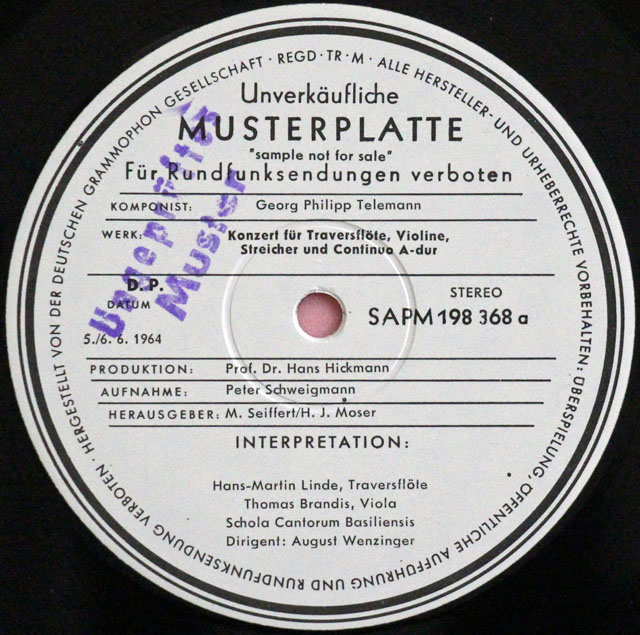 HERGESTELLT VON DER DEUTSCHEN GRAMMOPHON GESELLSCHAFT · REGD·TR·M· ALLE HERSTELLER- UND URHEBERRECHTE VORBEHALTEN: ÜBERSPIELUNG, ÖFFENTLICHE AUFFÜHRUNG UND RUNDFUNKSENDUNG VERBOTEN ·
Unverkäufliche
MUSTERPLATTE
"sample not for sale"
Für Rundfunksendungen verboten
Ungeprüftes
Muster
KOMPONIST: Georg Philipp Telemann
WERK: Konzert für Traversflöte, Violine,
Streicher und Continuo A-dur
D.P.
DATUM
5./6. 6. 1964
STEREO
SAPM 198 368 a
PRODUKTION: Prof. Dr. Hans Hickmann
AUFNAHME: Peter Schweigmann
HERAUSGEBER: M. Seiffert/H. J. Moser
INTERPRETATION:
Hans-Martin Linde, Traversflöte
Thomas Brandis, Viola
Schola Cantorum Basiliensis
Dirigent: August Wenzinger